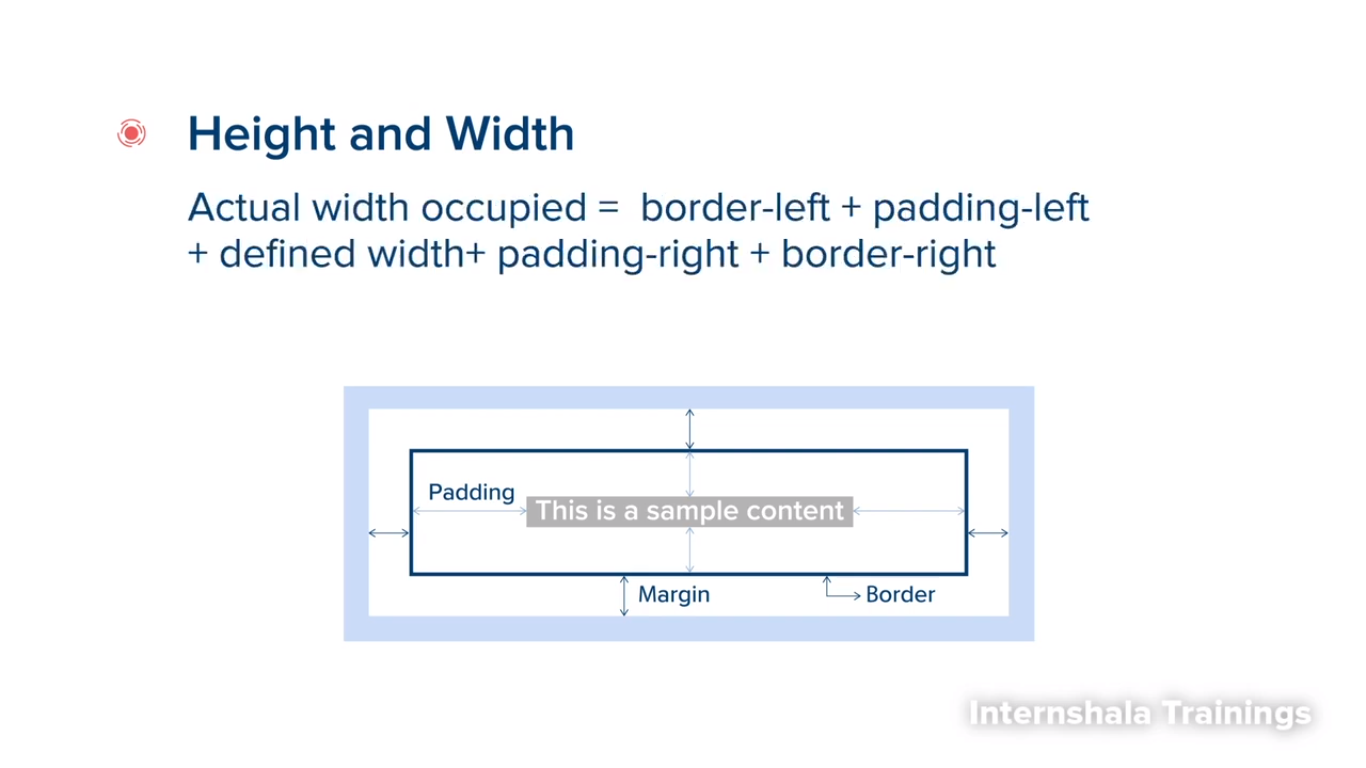 Height and Width
Actual width occupied = border-left + padding-left
+ defined width+ padding-right + border-right
Padding
This is a sample content
Margin
Border
Internshala Trainings